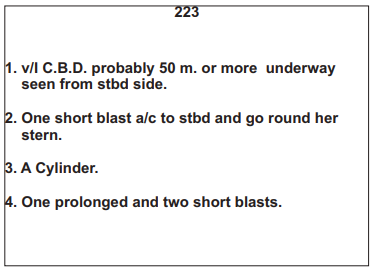 223
1. v/l C.B.D. probably 50 m. or more underway
seen from stbd side.
2. One short blast a/c to stbd and go round her
stern.
3. A Cylinder.
4. One prolonged and two short blasts.